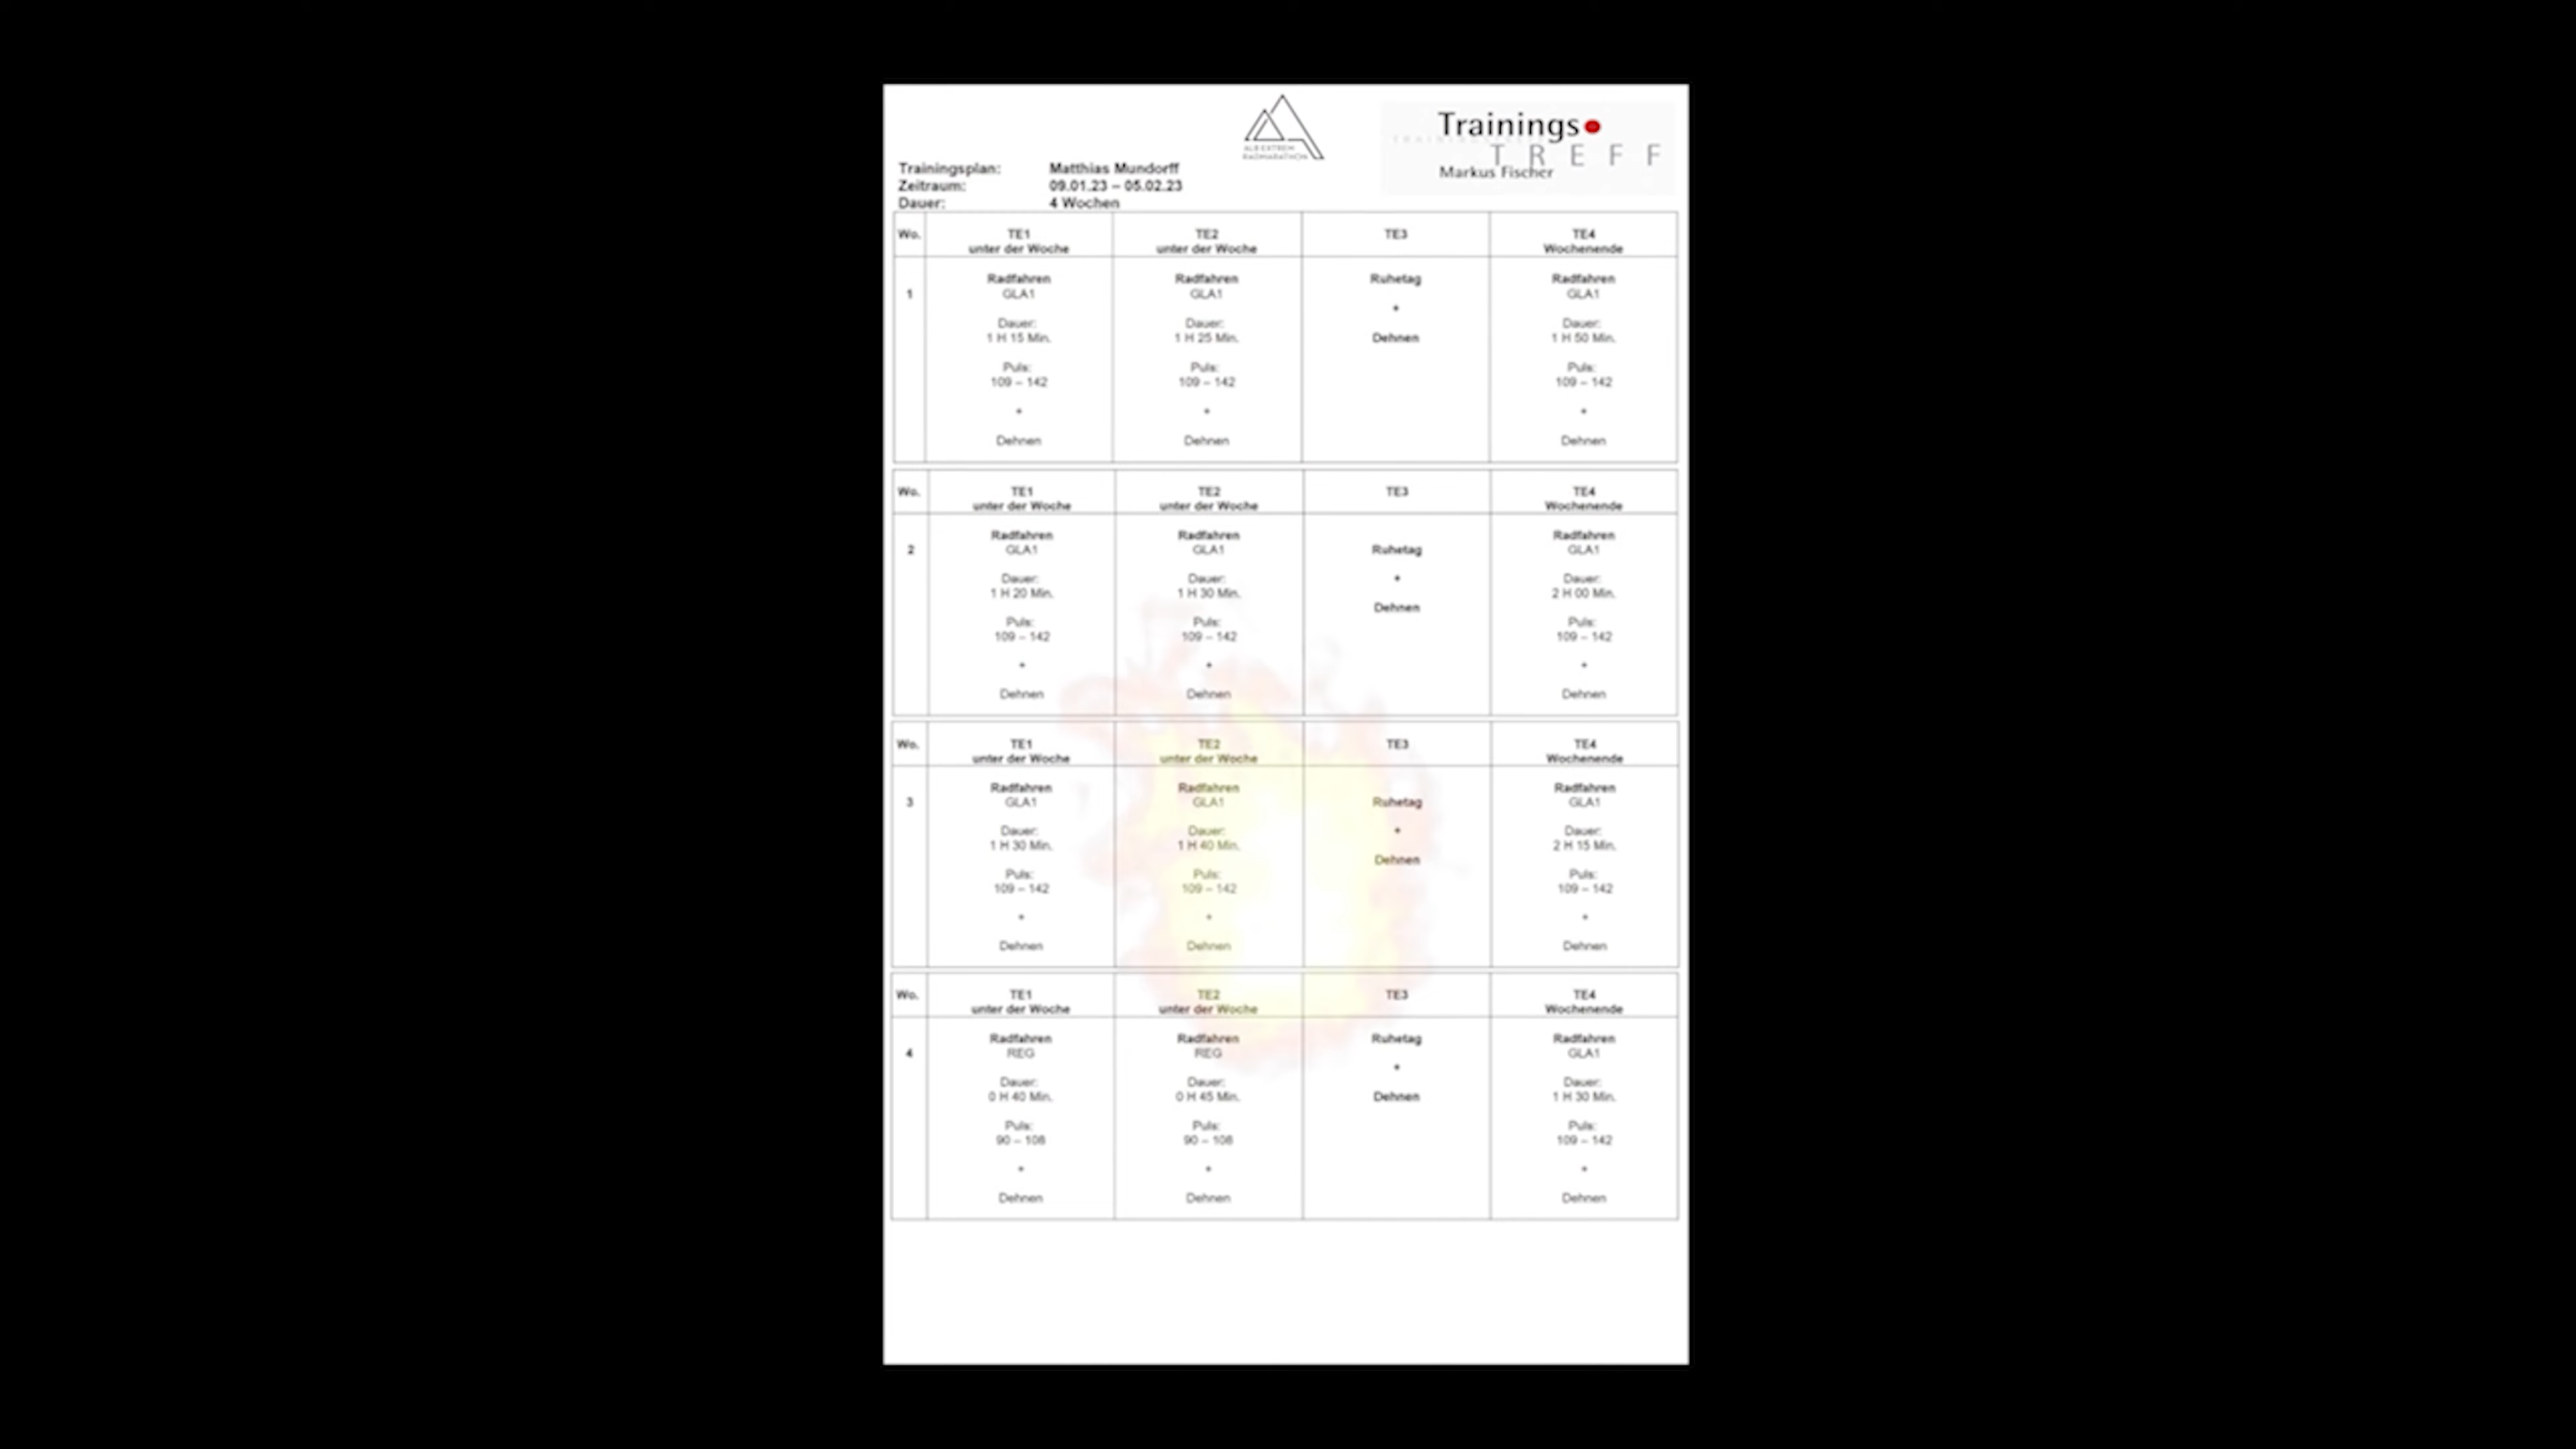 ALB EXTREM
RADMARATHON
Trainings
TREFF
Markus Fischer
Trainingsplan: Matthias Mundorff
Zeitraum: 09.01.23 – 05.02.23
Dauer: 4 Wochen
Wo. TE1 TE2 TE3 TE4
unter der Woche unter der Woche Wochenende
Radfahren Radfahren Ruhetag Radfahren
1 GLA1 GLA1 GLA1
+
Dauer: Dauer: Dauer:
1 H 15 Min. 1 H 25 Min. Dehnen 1 H 50 Min.
Puls: Puls: Puls:
109 – 142 109 – 142 109 – 142
+ + +
Dehnen Dehnen Dehnen
Wo. TE1 TE2 TE3 TE4
unter der Woche unter der Woche Wochenende
Radfahren Radfahren Radfahren
2 GLA1 GLA1 Ruhetag GLA1
Dauer: Dauer: + Dauer:
1 H 20 Min. 1 H 30 Min. 2 H 00 Min.
Dehnen
Puls: Puls: Puls:
109 – 142 109 – 142 109 – 142
+ + +
Dehnen Dehnen Dehnen
Wo. TE1 TE2 TE3 TE4
unter der Woche unter der Woche Wochenende
Radfahren Radfahren Radfahren
3 GLA1 GLA1 Ruhetag GLA1
Dauer: Dauer: + Dauer:
1 H 30 Min. 1 H 40 Min. 2 H 15 Min.
Dehnen
Puls: Puls: Puls:
109 – 142 109 – 142 109 – 142
+ + +
Dehnen Dehnen Dehnen
Wo. TE1 TE2 TE3 TE4
unter der Woche unter der Woche Wochenende
Radfahren Radfahren Ruhetag Radfahren
4 REG REG GLA1
+
Dauer: Dauer: Dauer:
0 H 40 Min. 0 H 45 Min. Dehnen 1 H 30 Min.
Puls: Puls: Puls:
90 – 108 90 – 108 109 – 142
+ + +
Dehnen Dehnen Dehnen